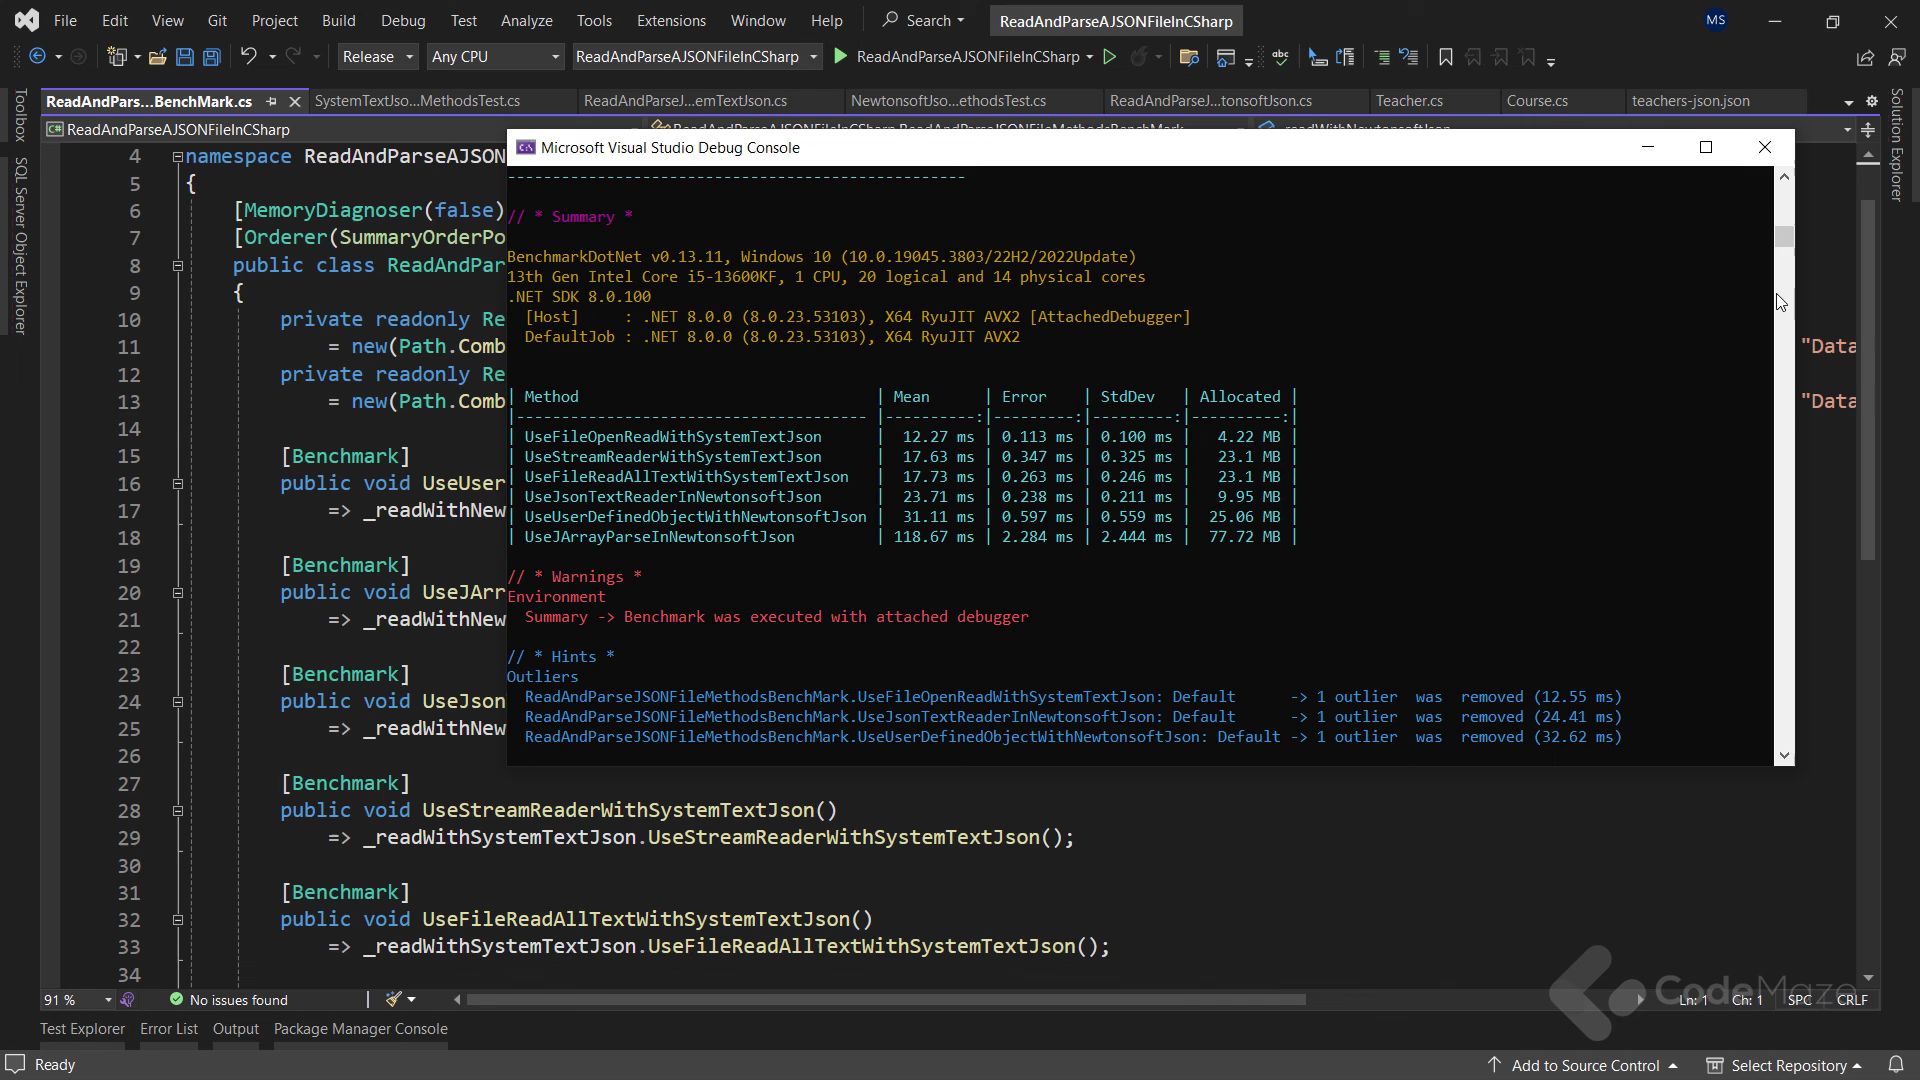 File Edit View Git Project Build Debug Test Analyze Tools Extensions Window Help Search ReadAndParseAJSONFileInCSharp MS
Release Any CPU ReadAndParseAJSONFileInCSharp ReadAndParseAJSONFileInCSharp
ReadAndPars...BenchMark.cs SystemTextJso...MethodsTest.cs ReadAndParseJ...emTextJson.cs NewtonsoftJso...ethodsTest.cs ReadAndParseJ...tonsoftJson.cs Teacher.cs Course.cs teachers-json.json
Toolbox
SQL Server Object Explorer
Solution Explorer
ReadAndParseAJSONFileInCSharp
4 namespace ReadAndParseAJSON
5 {
6 [MemoryDiagnoser(false)
7 [Orderer(SummaryOrderPo
8 public class ReadAndPar
9 {
10 private readonly Re
11 = new(Path.Comb "Data
12 private readonly Re
13 = new(Path.Comb "Data
14
15 [Benchmark]
16 public void UseUser
17 => _readWithNew
18
19 [Benchmark]
20 public void UseJArr
21 => _readWithNew
22
23 [Benchmark]
24 public void UseJson
25 => _readWithNew
26
27 [Benchmark]
28 public void UseStreamReaderWithSystemTextJson()
29 => _readWithSystemTextJson.UseStreamReaderWithSystemTextJson();
30
31 [Benchmark]
32 public void UseFileReadAllTextWithSystemTextJson()
33 => _readWithSystemTextJson.UseFileReadAllTextWithSystemTextJson();
34
Microsoft Visual Studio Debug Console
---------------------------------------------------
// * Summary *
BenchmarkDotNet v0.13.11, Windows 10 (10.0.19045.3803/22H2/2022Update)
13th Gen Intel Core i5-13600KF, 1 CPU, 20 logical and 14 physical cores
.NET SDK 8.0.100
[Host] : .NET 8.0.0 (8.0.23.53103), X64 RyuJIT AVX2 [AttachedDebugger]
DefaultJob : .NET 8.0.0 (8.0.23.53103), X64 RyuJIT AVX2
| Method | Mean | Error | StdDev | Allocated |
|--------------------------------------- |----------:|---------:|---------:|----------:|
| UseFileOpenReadWithSystemTextJson | 12.27 ms | 0.113 ms | 0.100 ms | 4.22 MB |
| UseStreamReaderWithSystemTextJson | 17.63 ms | 0.347 ms | 0.325 ms | 23.1 MB |
| UseFileReadAllTextWithSystemTextJson | 17.73 ms | 0.263 ms | 0.246 ms | 23.1 MB |
| UseJsonTextReaderInNewtonsoftJson | 23.71 ms | 0.238 ms | 0.211 ms | 9.95 MB |
| UseUserDefinedObjectWithNewtonsoftJson | 31.11 ms | 0.597 ms | 0.559 ms | 25.06 MB |
| UseJArrayParseInNewtonsoftJson | 118.67 ms | 2.284 ms | 2.444 ms | 77.72 MB |
// * Warnings *
Environment
Summary -> Benchmark was executed with attached debugger
// * Hints *
Outliers
ReadAndParseJSONFileMethodsBenchMark.UseFileOpenReadWithSystemTextJson: Default -> 1 outlier was removed (12.55 ms)
ReadAndParseJSONFileMethodsBenchMark.UseJsonTextReaderInNewtonsoftJson: Default -> 1 outlier was removed (24.41 ms)
ReadAndParseJSONFileMethodsBenchMark.UseUserDefinedObjectWithNewtonsoftJson: Default -> 1 outlier was removed (32.62 ms)
91 % No issues found Ln: 1 Ch: 1 SPC CRLF
CodeMaze
Test Explorer Error List Output Package Manager Console
Ready Add to Source Control Select Repository